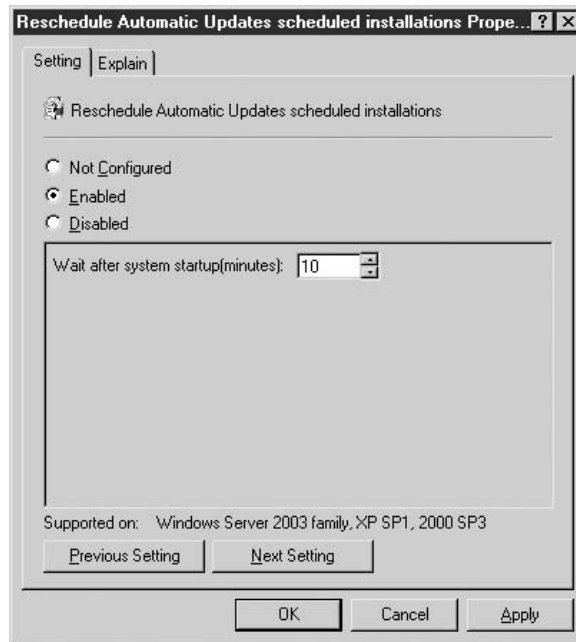 Reschedule Automatic Updates scheduled installations Prope...
Setting
Explain
Reschedule Automatic Updates scheduled installations
Not Configured
Enabled
Disabled
Wait after system startup(minutes): 10
Supported on: Windows Server 2003 family, XP SP1, 2000 SP3
Previous Setting
Next Setting
OK
Cancel
Apply